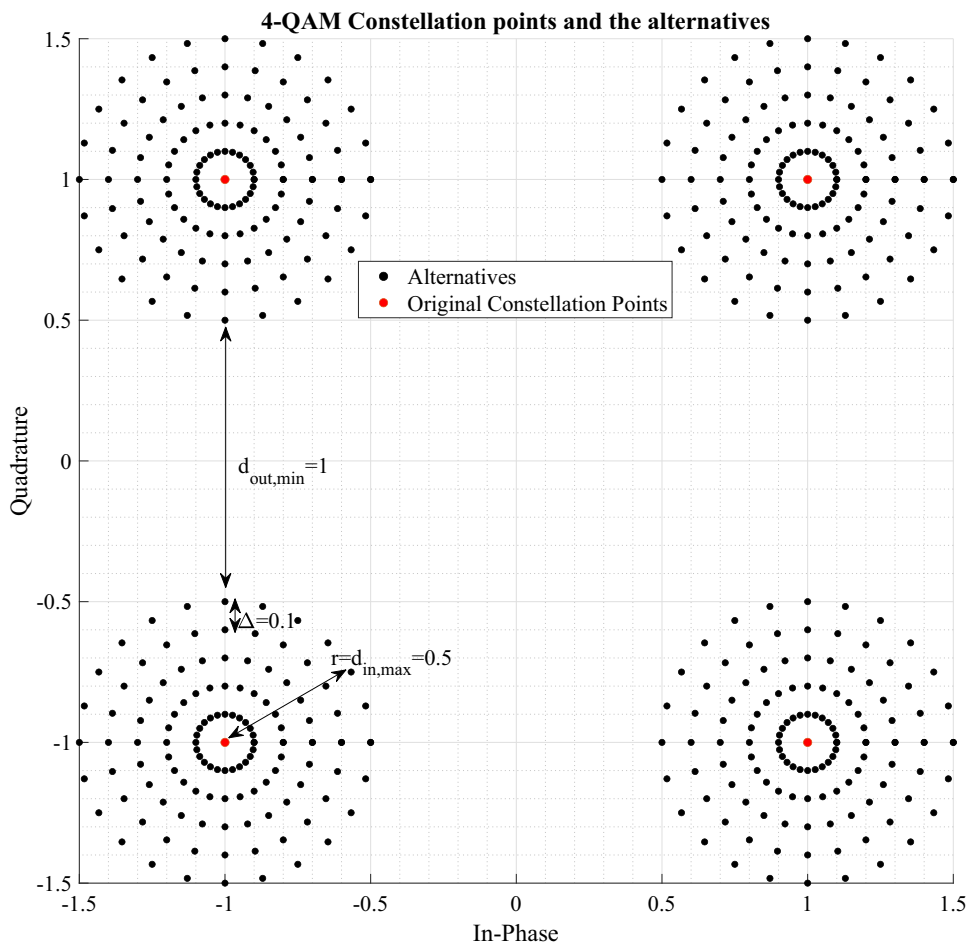 4-QAM Constellation points and the alternatives
1.5
1
Alternatives
Original Constellation Points
0.5
Quadrature
0
d_out,min=1
-0.5
Δ=0.1
r=d_in,max=0.5
-1
-1.5
-1.5 -1 -0.5 0 0.5 1 1.5
In-Phase